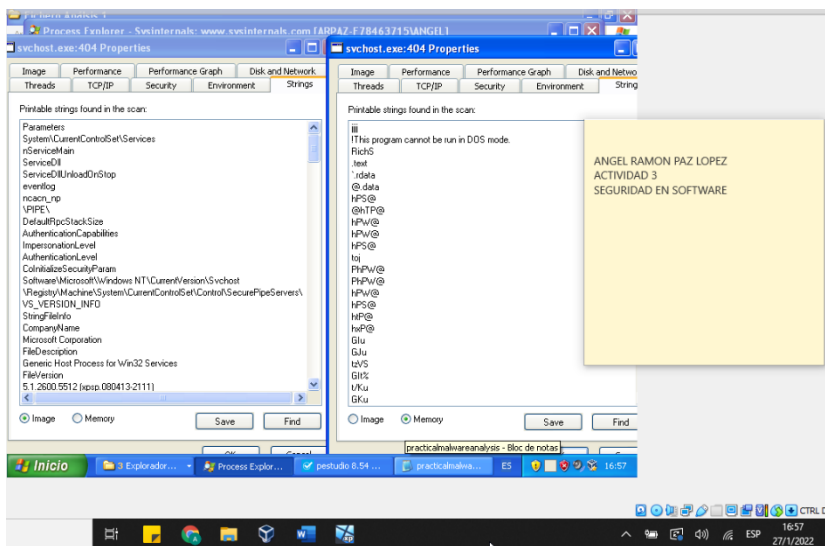 Process Explorer - Sysinternals: www.sysinternals.com [ARPAZ-F78463715\ANGEL]
svchost.exe:404 Properties
Image Performance Performance Graph Disk and Network
Threads TCP/IP Security Environment Strings
Printable strings found in the scan:
Parameters
System\CurrentControlSet\Services
nServiceMain
ServiceDll
ServiceDllUnloadOnStop
eventlog
ncacn_np
\PIPE\
DefaultRpcStackSize
AuthenticationCapabilities
ImpersonationLevel
AuthenticationLevel
CoInitializeSecurityParam
Software\Microsoft\Windows NT\CurrentVersion\Svchost
\Registry\Machine\System\CurrentControlSet\Control\SecurePipeServers\
VS_VERSION_INFO
StringFileInfo
CompanyName
Microsoft Corporation
FileDescription
Generic Host Process for Win32 Services
FileVersion
5.1.2600.5512 (xpsp.080413-2111)
Image Memory Save Find
svchost.exe:404 Properties
Image Performance Performance Graph Disk and Netwo
Threads TCP/IP Security Environment String
Printable strings found in the scan:
iii
!This program cannot be run in DOS mode.
RichS
.text
`.rdata
@.data
hPS@
@hTP@
hPW@
hPW@
hPS@
toj
PhPW@
PhPW@
hPW@
hPS@
htP@
hxP@
Glu
GJu
tzVS
GIt%
t/Ku
GKu
Image Memory Save Find
practicalmalwareanalysis - Bloc de notas
ANGEL RAMON PAZ LOPEZ
ACTIVIDAD 3
SEGURIDAD EN SOFTWARE
Inicio 3 Explorador... Process Explor... pestudio 8.54 ... practicalmalwa... ES 16:57
CTRL D
ESP 16:57
27/1/2022